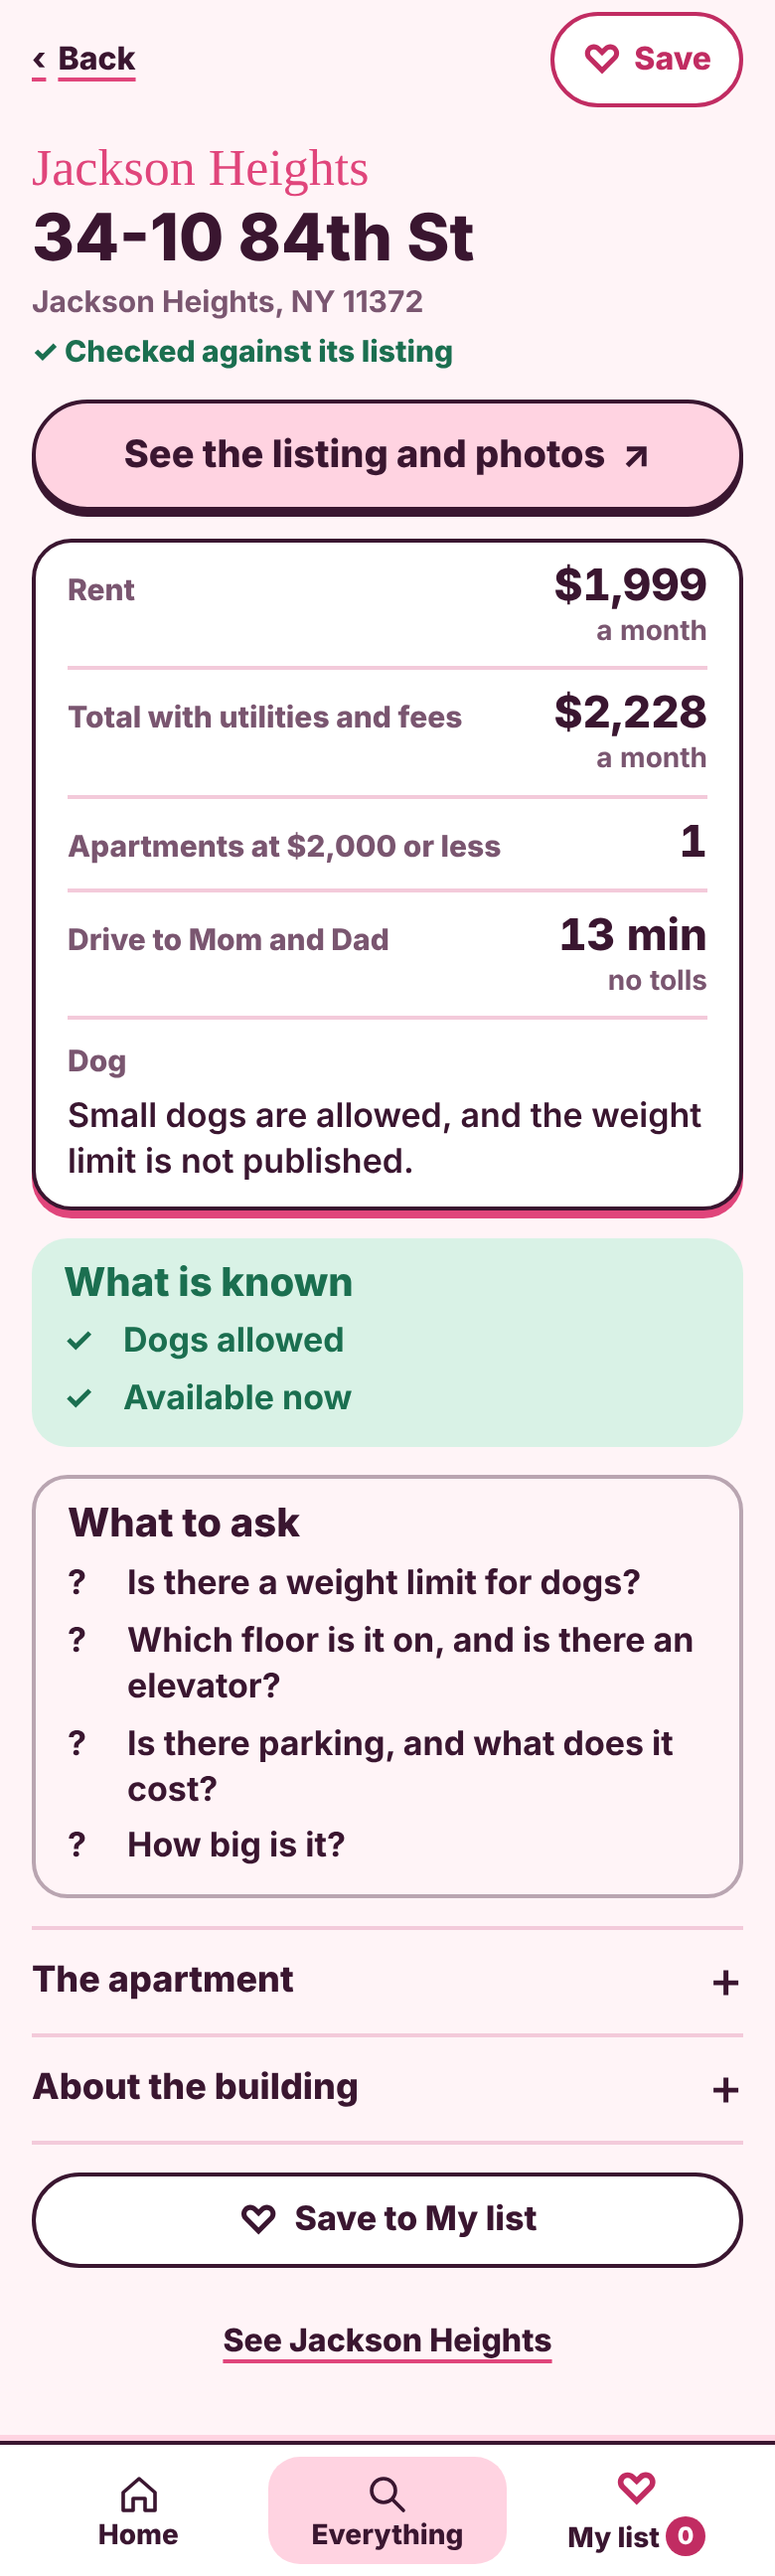 ‹ Back
Save
Jackson Heights
34-10 84th St
Jackson Heights, NY 11372
✓ Checked against its listing
See the listing and photos ↗
Rent
$1,999
a month
Total with utilities and fees
$2,228
a month
Apartments at $2,000 or less
1
Drive to Mom and Dad
13 min
no tolls
Dog
Small dogs are allowed, and the weight
limit is not published.
What is known
✓ Dogs allowed
✓ Available now
What to ask
? Is there a weight limit for dogs?
? Which floor is it on, and is there an
elevator?
? Is there parking, and what does it
cost?
? How big is it?
The apartment +
About the building +
Save to My list
See Jackson Heights
Home
Everything
My list 0